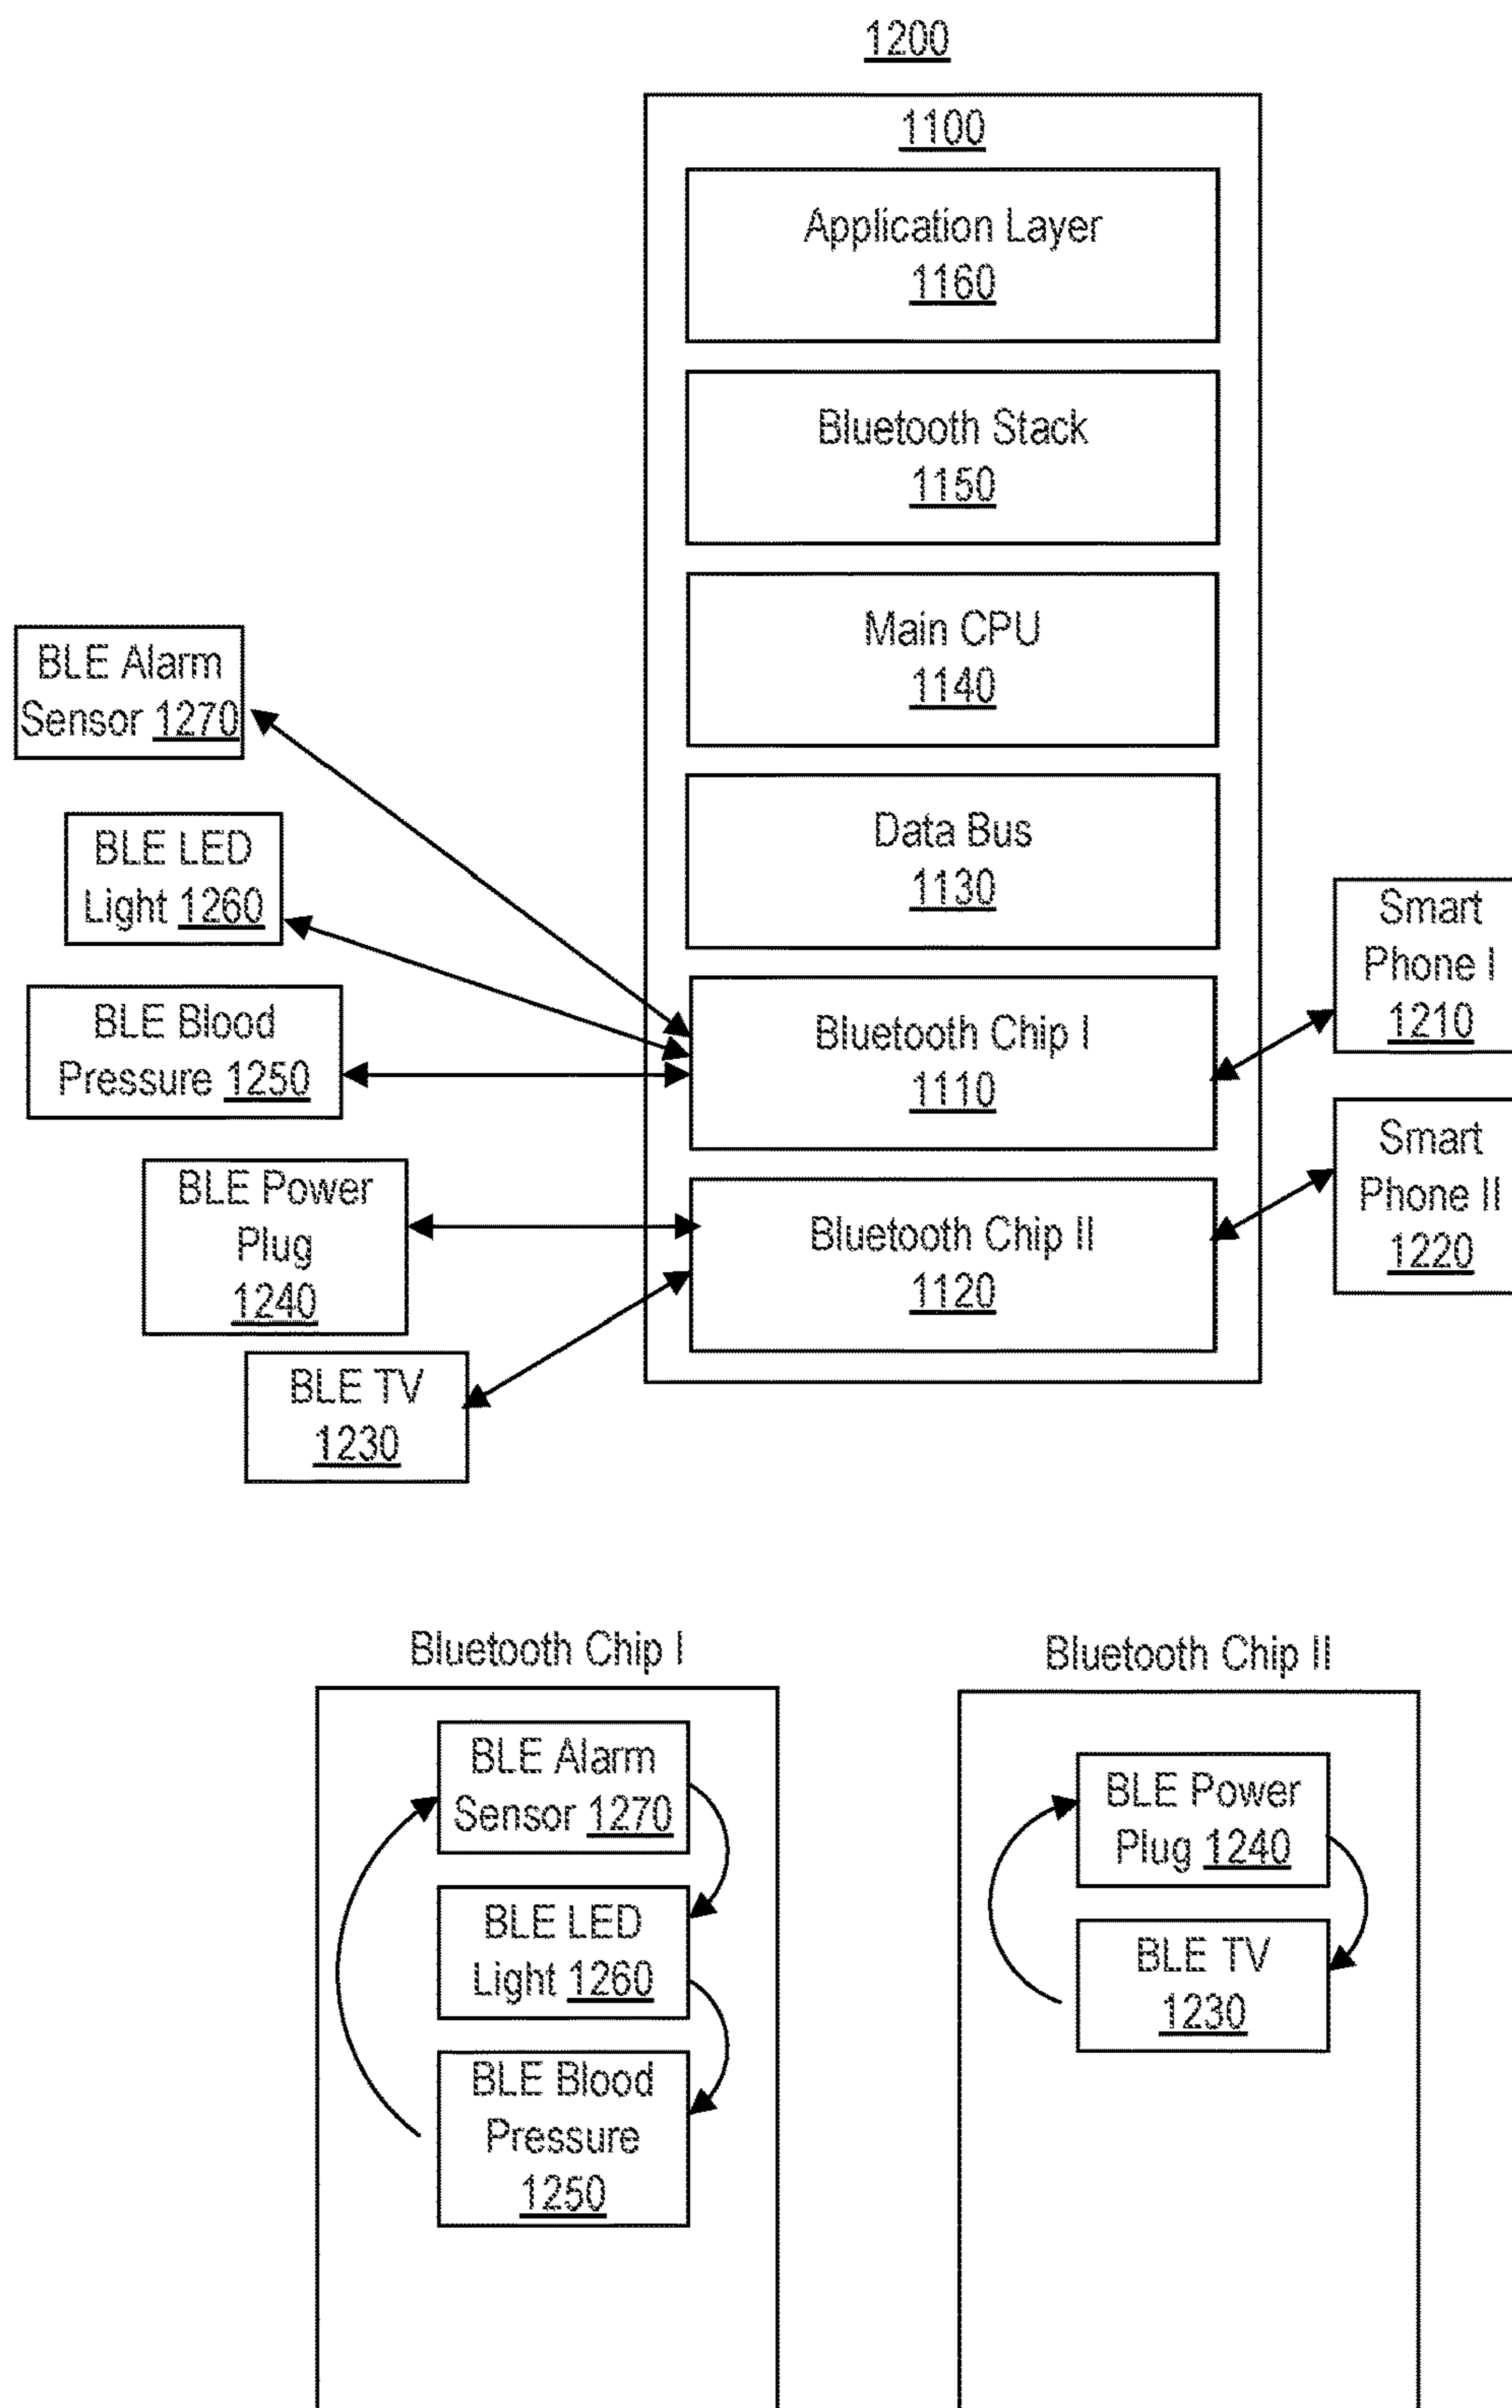 1200
1100
Application Layer
1160
Bluetooth Stack
1150
Main CPU
1140
Data Bus
1130
Bluetooth Chip I
1110
Bluetooth Chip II
1120
BLE Alarm
Sensor 1270
BLE LED
Light 1260
BLE Blood
Pressure 1250
BLE Power
Plug
1240
BLE TV
1230
Smart
Phone I
1210
Smart
Phone II
1220
Bluetooth Chip I
BLE Alarm
Sensor 1270
BLE LED
Light 1260
BLE Blood
Pressure
1250
Bluetooth Chip II
BLE Power
Plug 1240
BLE TV
1230